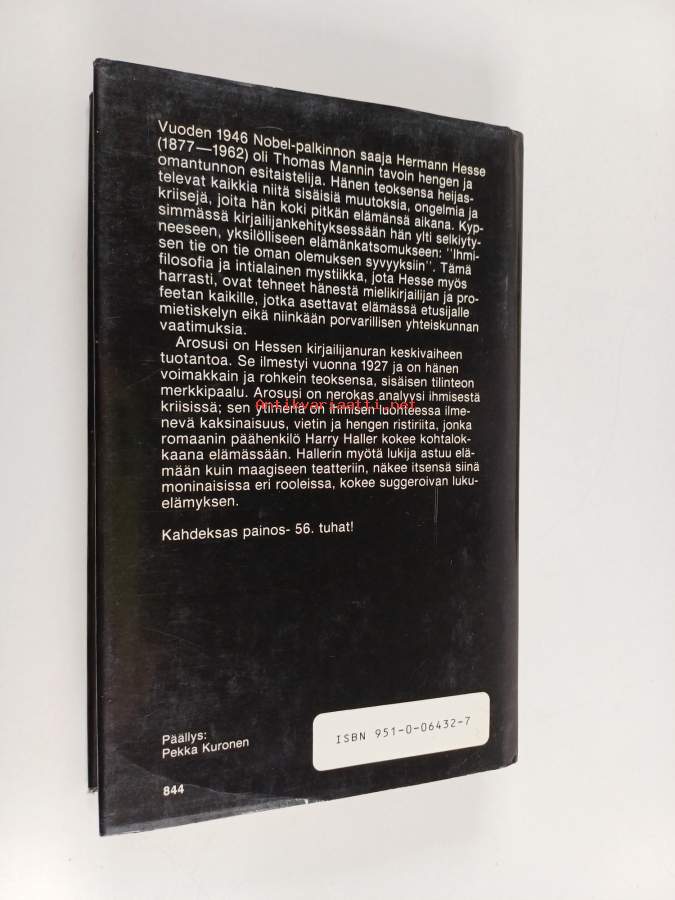 Vuoden 1946 Nobel-palkinnon saaja Hermann Hesse
(1877—1962) oli Thomas Mannin tavoin hengen ja
omantunnon esitaistelija. Hänen teoksensa heijas-
televat kaikkia niitä sisäisiä muutoksia, ongelmia ja
kriisejä, joita hän koki pitkän elämänsä aikana. Kyp-
simmässä kirjailijankehityksessään hän ylti selkiyty-
neeseen, yksilölliseen elämänkatsomukseen: "Ihmi-
sen tie on tie oman olemuksen syvyyksiin". Tämä
filosofia ja intialainen mystiikka, jota Hesse myös
harrasti, ovat tehneet hänestä mielikirjailijan ja pro-
feetan kaikille, jotka asettavat elämässä etusijalle
mietiskelyn eikä niinkään porvarillisen yhteiskunnan
vaatimuksia.
Arosusi on Hessen kirjailijanuran keskivaiheen
tuotantoa. Se ilmestyi vuonna 1927 ja on hänen
voimakkain ja rohkein teoksensa, sisäisen tilinteon
merkkipaalu. Arosusi on nerokas analyysi ihmisestä
Antikvariaatti.net
kriisissä; sen aiheena on ihmisen luonteessa ilme-
nevä kaksinaisuus, vietin ja hengen ristiriita, jonka
romaanin päähenkilö Harry Haller kokee kohtalok-
kaana elämässään. Hallerin myötä lukija astuu elä-
mään kuin maagiseen teatteriin, näkee itsensä siinä
moninaisissa eri rooleissa, kokee suggeroivan luku-
elämyksen.
Kahdeksas painos- 56. tuhat!
Päällys:
Pekka Kuronen
ISBN 951-0-06432-7
844